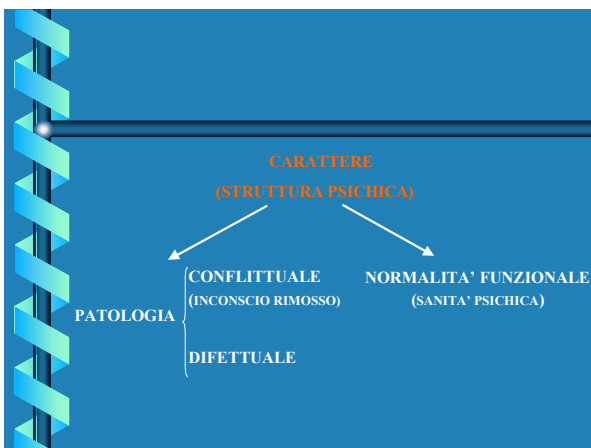 CARATTERE
(STRUTTURA PSICHICA)
CONFLITTUALE
(INCONSCIO RIMOSSO)
PATOLOGIA
DIFETTUALE
NORMALITA' FUNZIONALE
(SANITA' PSICHICA)